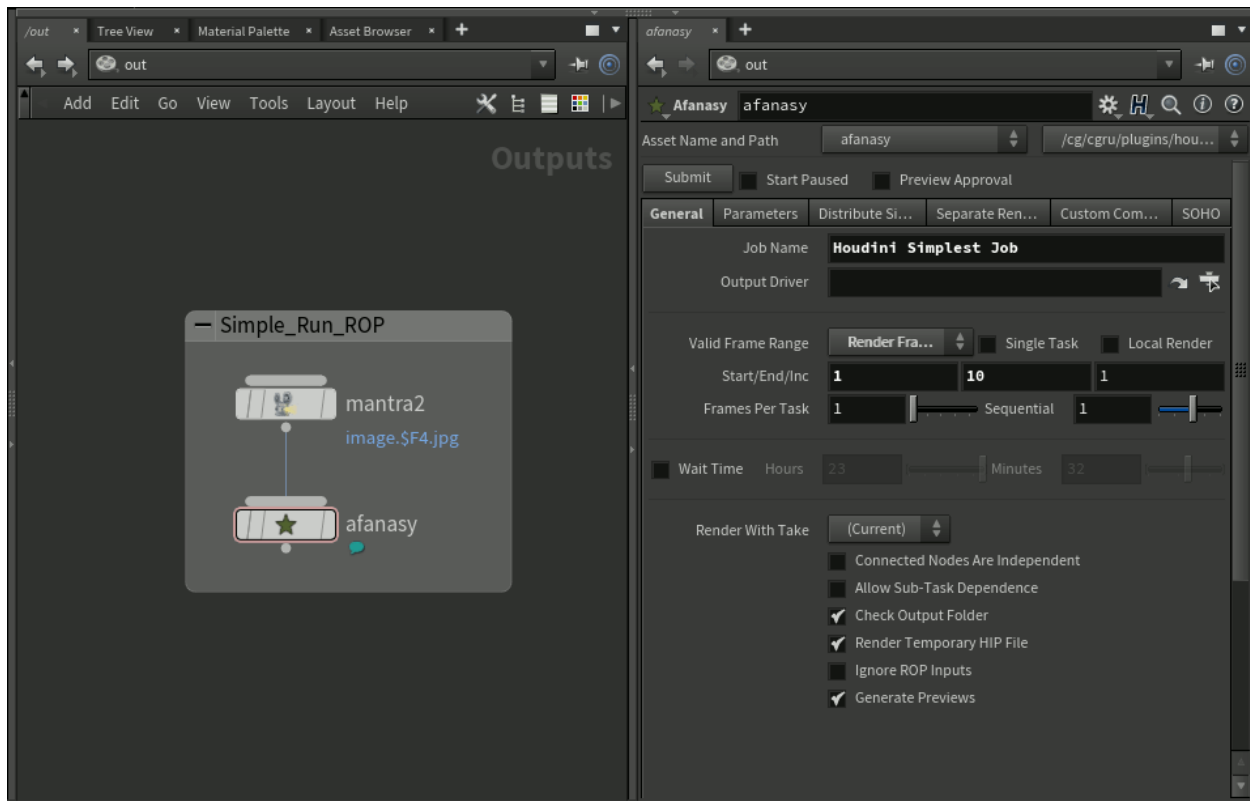 /out × Tree View × Material Palette × Asset Browser × +
out
Add Edit Go View Tools Layout Help
Outputs
Simple_Run_ROP
mantra2
image.$F4.jpg
afanasy
afanasy × +
out
Afanasy afanasy
Asset Name and Path afanasy /cg/cgru/plugins/hou...
Submit Start Paused Preview Approval
General Parameters Distribute Si... Separate Ren... Custom Com... SOHO
Job Name Houdini Simplest Job
Output Driver
Valid Frame Range Render Fra... Single Task Local Render
Start/End/Inc 1 10 1
Frames Per Task 1 Sequential 1
Wait Time Hours 23 Minutes 32
Render With Take (Current)
Connected Nodes Are Independent
Allow Sub-Task Dependence
Check Output Folder
Render Temporary HIP File
Ignore ROP Inputs
Generate Previews